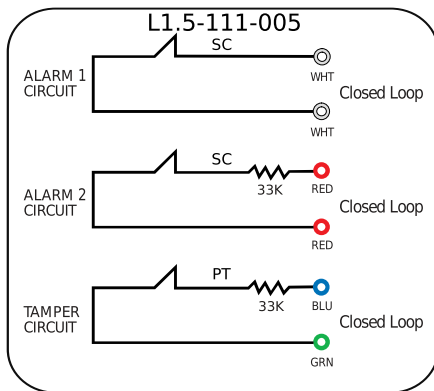 L1.5-111-005
SC
ALARM 1
CIRCUIT
WHT
Closed Loop
WHT
SC
ALARM 2
CIRCUIT
33K
RED
Closed Loop
RED
PT
TAMPER
CIRCUIT
33K
BLU
Closed Loop
GRN